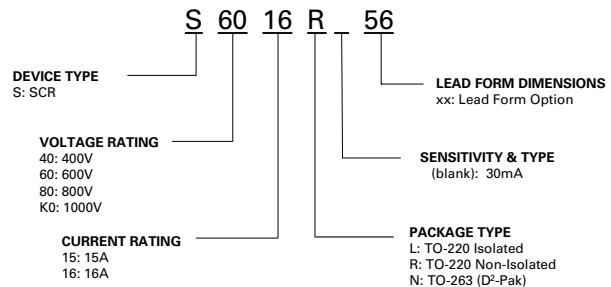 S 60 16 R _ 56
DEVICE TYPE
S: SCR
VOLTAGE RATING
40: 400V
60: 600V
80: 800V
K0: 1000V
CURRENT RATING
15: 15A
16: 16A
LEAD FORM DIMENSIONS
xx: Lead Form Option
SENSITIVITY & TYPE
(blank): 30mA
PACKAGE TYPE
L: TO-220 Isolated
R: TO-220 Non-Isolated
N: TO-263 (D²-Pak)